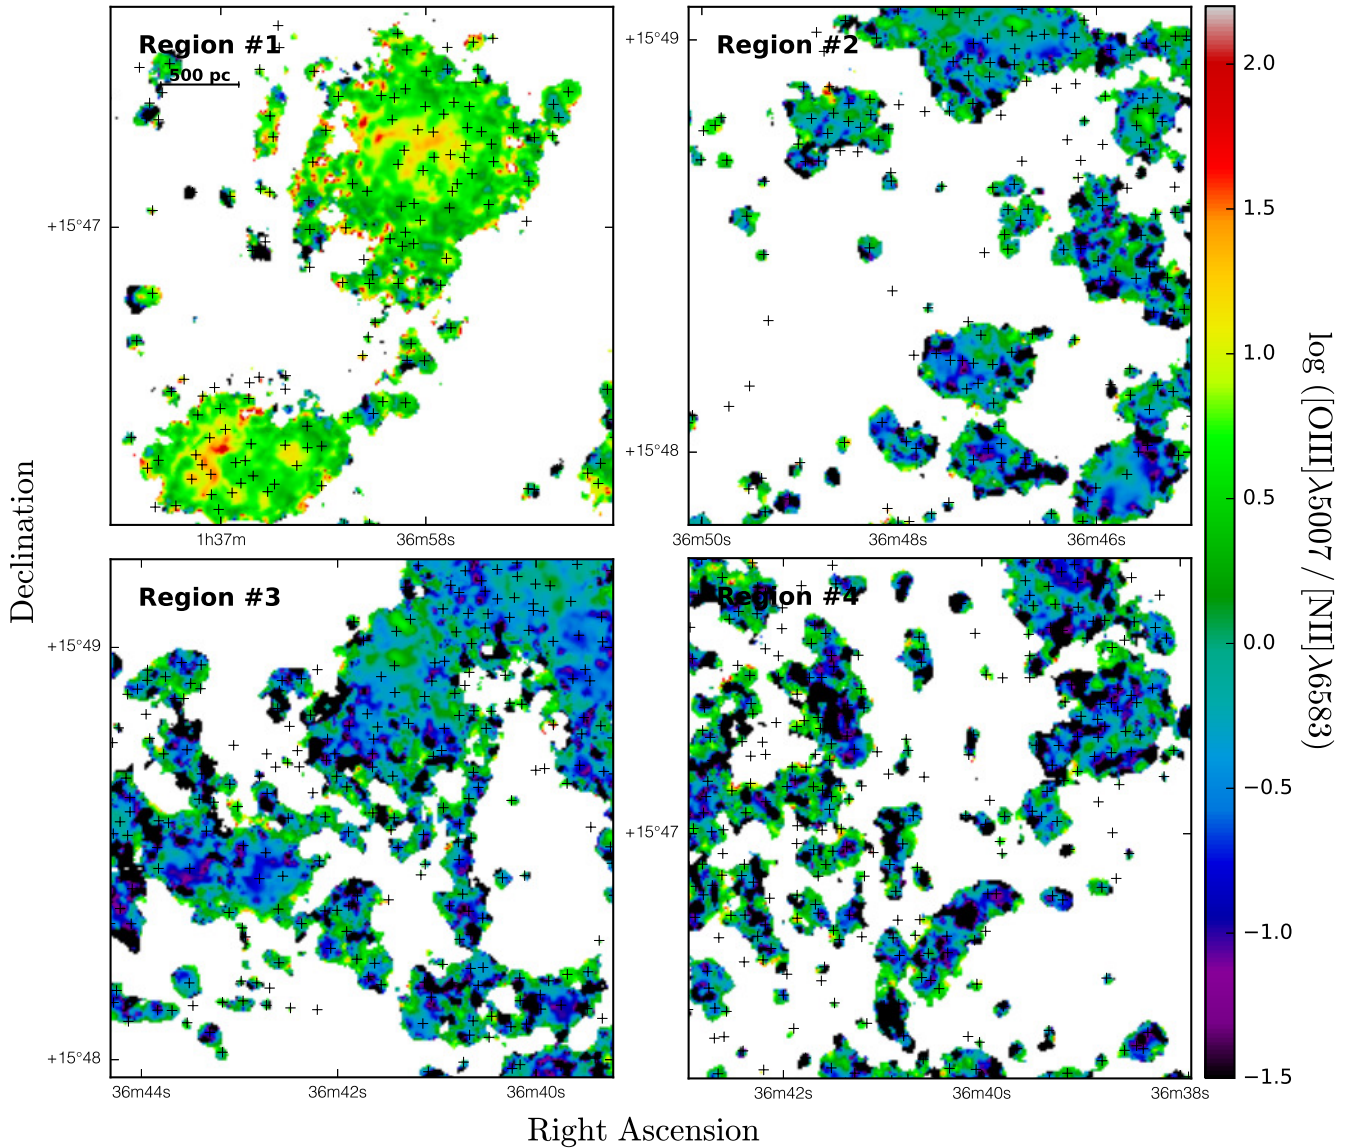 Region #1
500 pc
+15°47
1h37m
36m58s
Region #2
+15°49
+15°48
36m50s
36m48s
36m46s
Region #3
+15°49
+15°48
36m44s
36m42s
36m40s
Region #4
+15°47
36m42s
36m40s
36m38s
Declination
Right Ascension
2.0
1.5
1.0
0.5
0.0
−0.5
−1.0
−1.5
log ([OIII]λ5007 / [NII]λ6583)